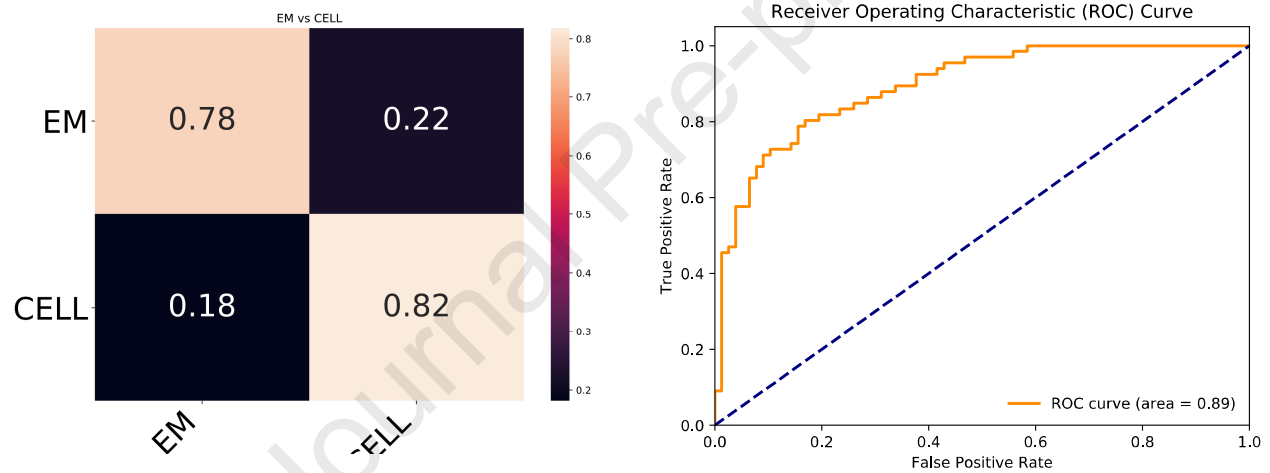 EM vs CELL
EM
CELL
0.78
0.22
0.18
0.82
EM
CELL
0.8
0.7
0.6
0.5
0.4
0.3
0.2
Receiver Operating Characteristic (ROC) Curve
True Positive Rate
1.0
0.8
0.6
0.4
0.2
0.0
ROC curve (area = 0.89)
0.0
0.2
0.4
0.6
0.8
1.0
False Positive Rate
Journal Pre-p